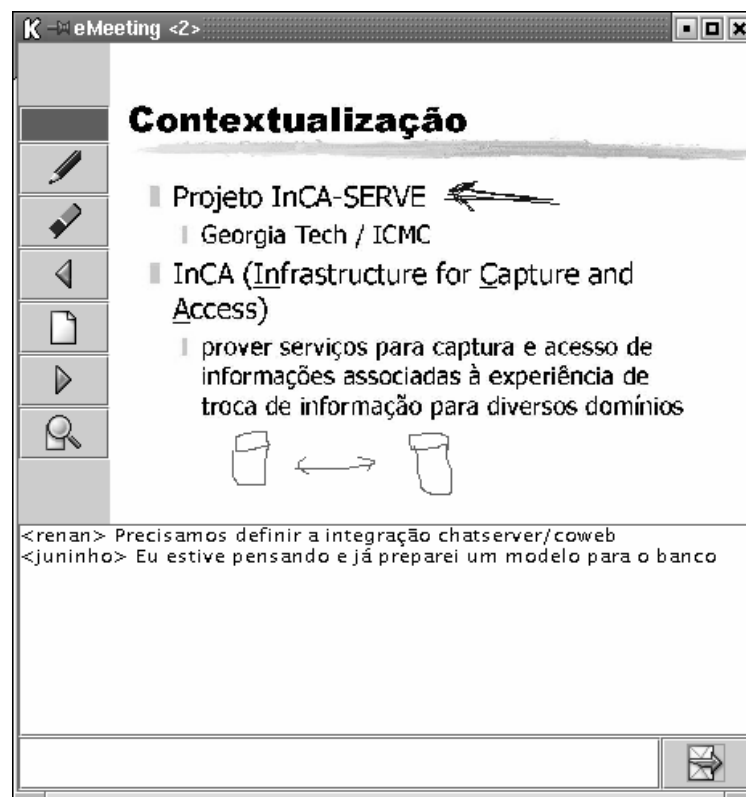 eMeeting <2>
Contextualização
Projeto InCA-SERVE
Georgia Tech / ICMC
InCA (Infrastructure for Capture and
Access)
prover serviços para captura e acesso de
informações associadas à experiência de
troca de informação para diversos domínios
<renan> Precisamos definir a integração chatserver/coweb
<juninho> Eu estive pensando e já preparei um modelo para o banco